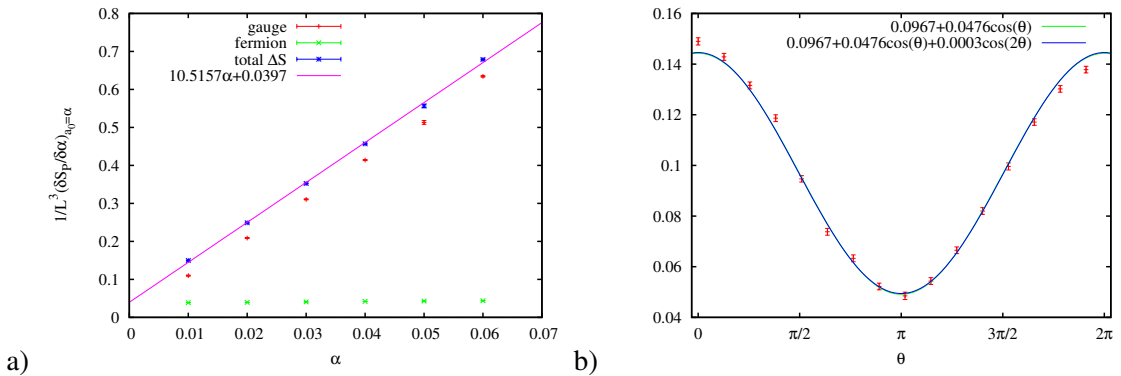 0.8
0.7
0.6
0.5
0.4
0.3
0.2
0.1
0
1/L³(δS_P/δα)_{a₀=α}
gauge
fermion
total ΔS
10.5157α+0.0397
0 0.01 0.02 0.03 0.04 0.05 0.06 0.07
α
a)
0.16
0.14
0.12
0.1
0.08
0.06
0.04
0.0967+0.0476cos(θ)
0.0967+0.0476cos(θ)+0.0003cos(2θ)
0 π/2 π 3π/2 2π
θ
b)